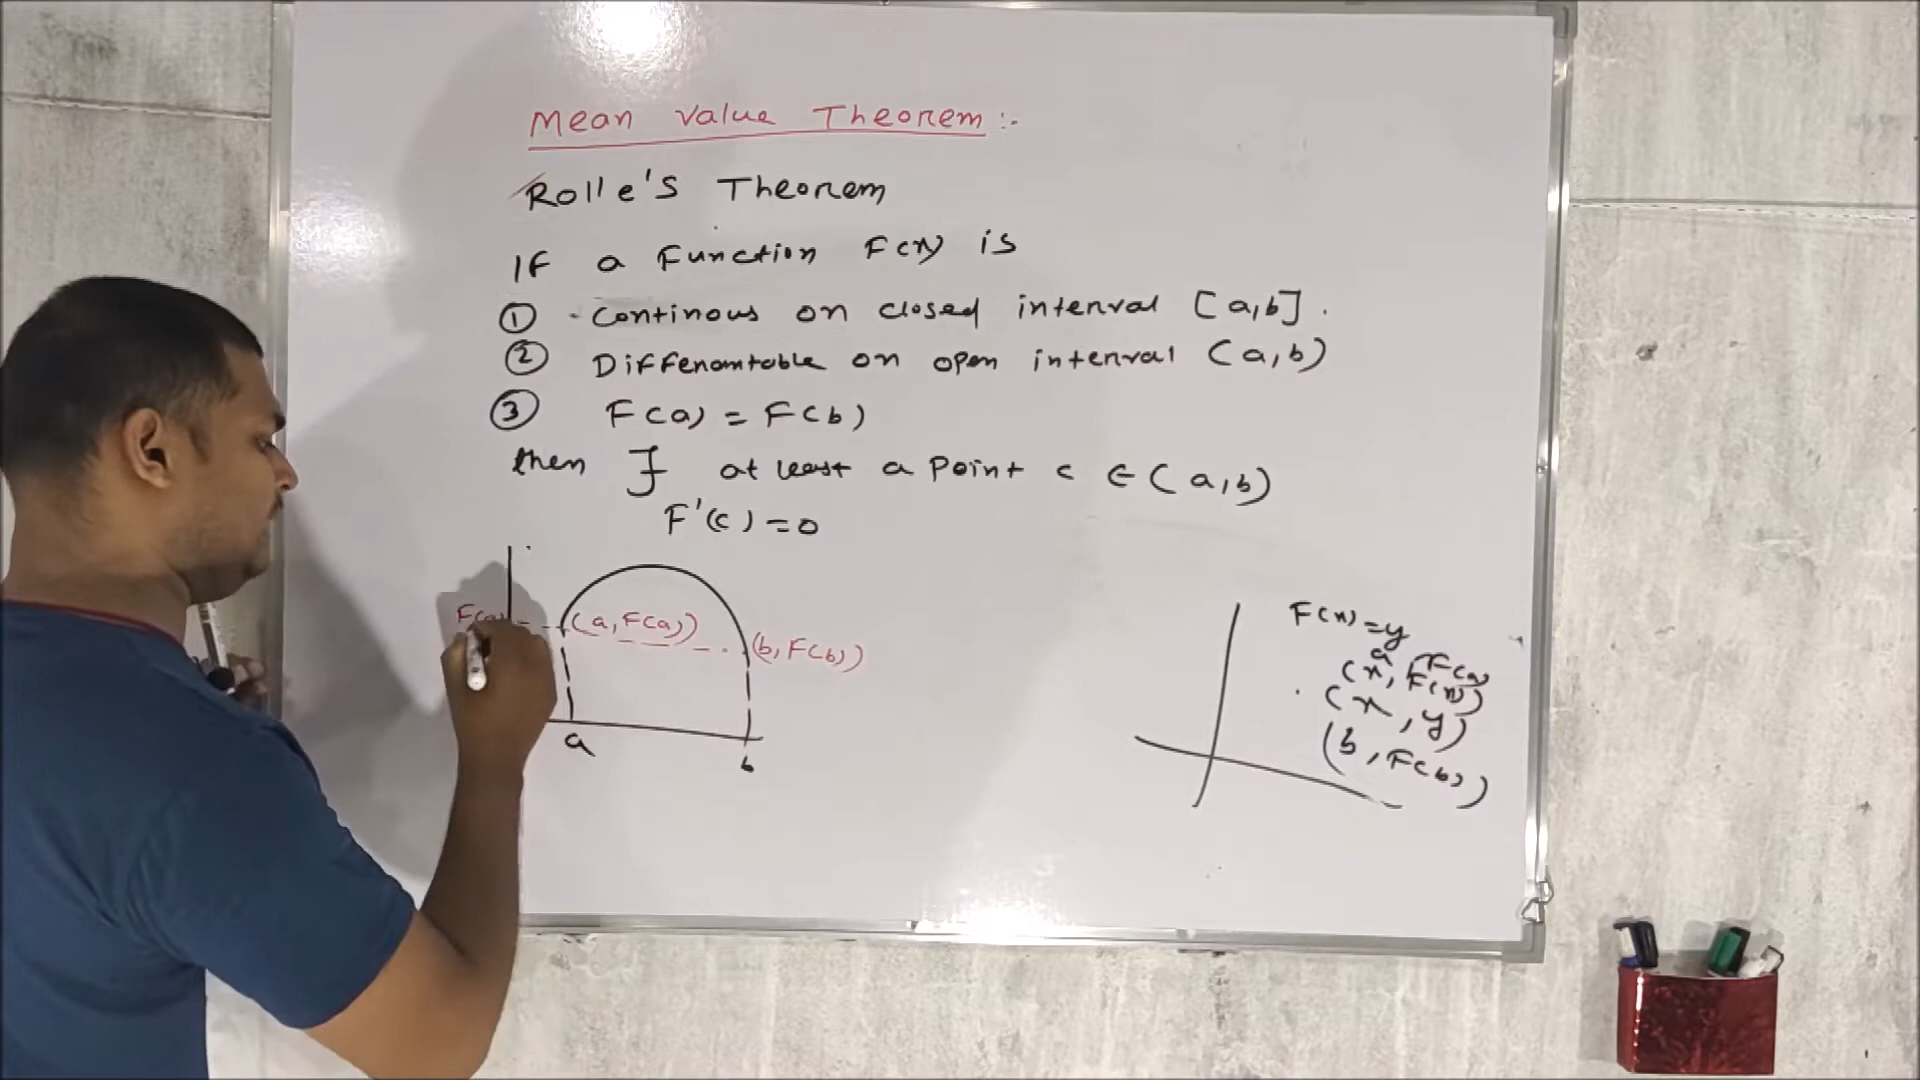 Mean Value Theorem :-
Rolle's Theorem
IF a Function F(x) is
① Continous on closed interval [a,b].
② Differentable on open interval (a,b)
③ F(a) = F(b)
then ∃ at least a Point c ∈ (a,b)
F'(c) = 0
F(a) (a, F(a)) (b, F(b))
a
b
F(x) = y
a F(a)
(x, F(x))
(x, y)
(b, F(b))